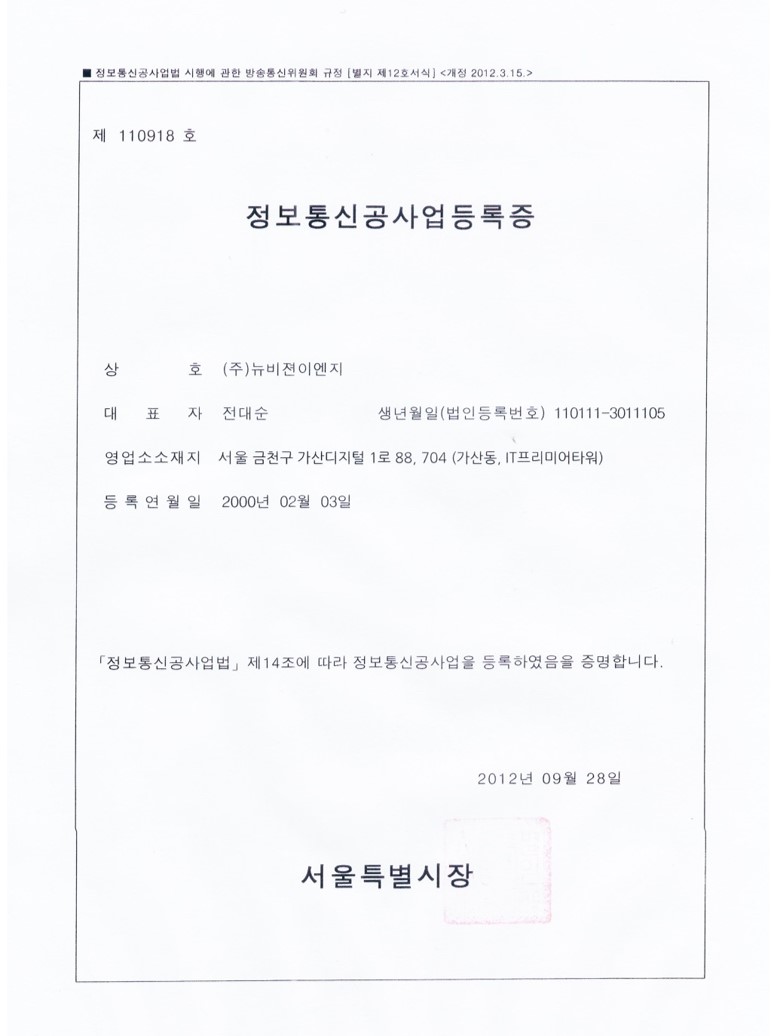 ■ 정보통신공사업법 시행에 관한 방송통신위원회 규정 [별지 제12호서식] <개정 2012.3.15.>
제 110918 호
정보통신공사업등록증
상 호 (주)뉴비젼이엔지
대 표 자 전대순 생년월일(법인등록번호) 110111-3011105
영업소소재지 서울 금천구 가산디지털 1로 88, 704 (가산동, IT프리미어타워)
등 록 연 월 일 2000년 02월 03일
「정보통신공사업법」 제14조에 따라 정보통신공사업을 등록하였음을 증명합니다.
2012년 09월 28일
서울특별시장